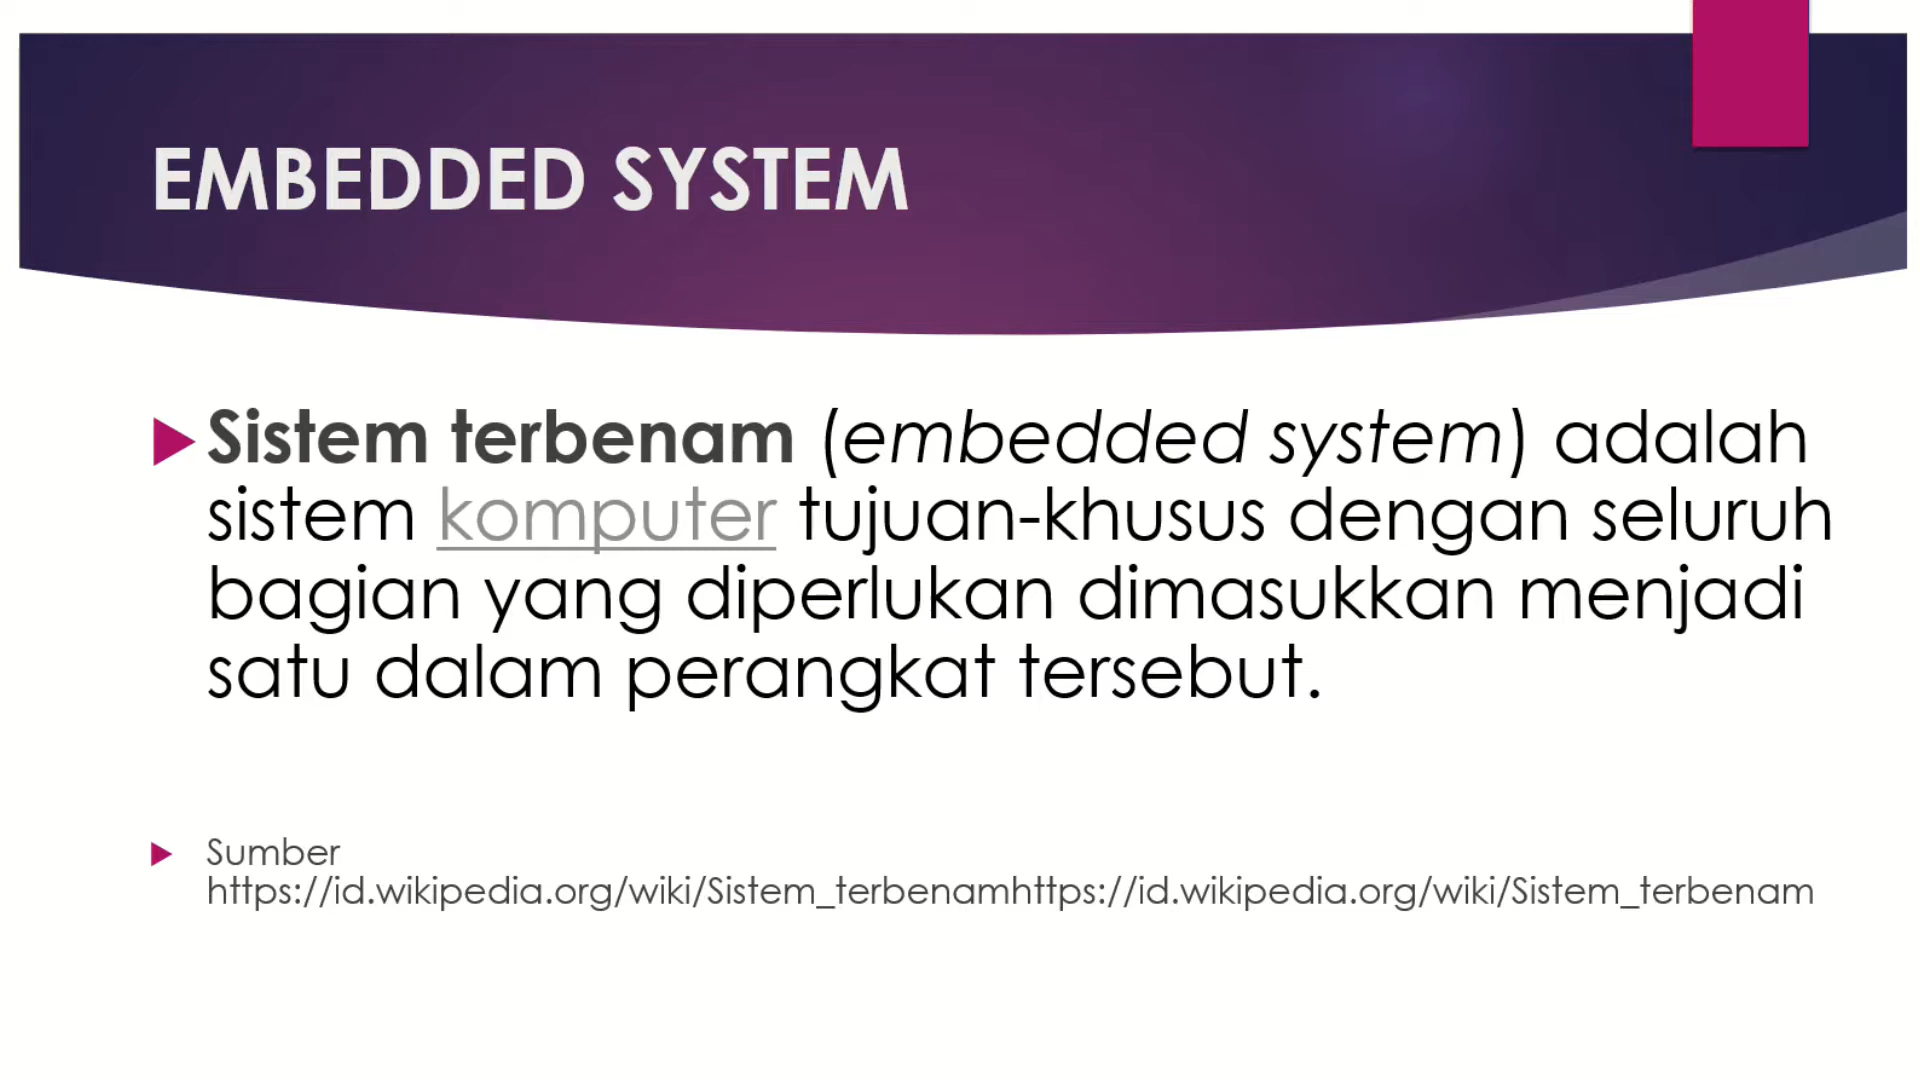 EMBEDDED SYSTEM
Sistem terbenam (embedded system) adalah
sistem komputer tujuan-khusus dengan seluruh
bagian yang diperlukan dimasukkan menjadi
satu dalam perangkat tersebut.
Sumber
https://id.wikipedia.org/wiki/Sistem_terbenamhttps://id.wikipedia.org/wiki/Sistem_terbenam